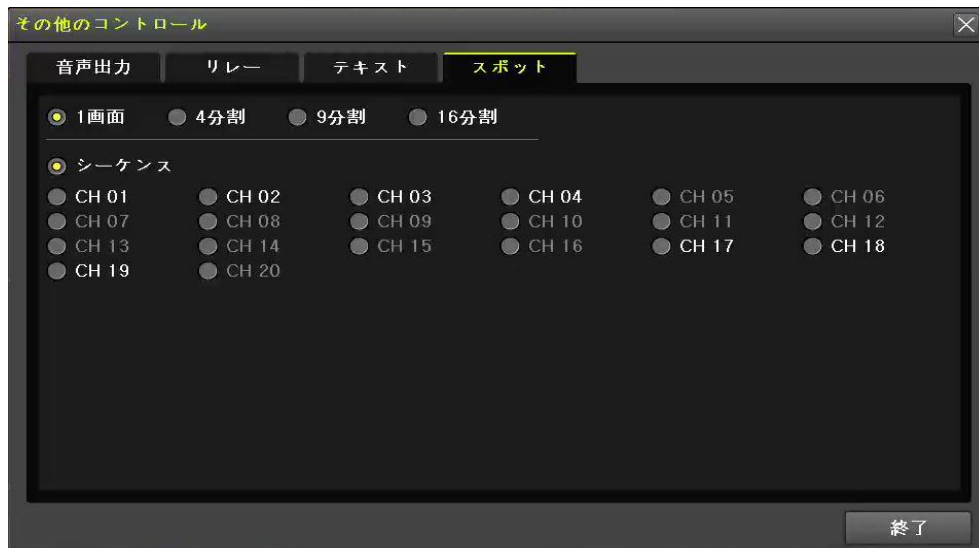 その他のコントロール
音声出力 リレー テキスト スポット
1画面 4分割 9分割 16分割
シーケンス
CH 01 CH 02 CH 03 CH 04 CH 05 CH 06
CH 07 CH 08 CH 09 CH 10 CH 11 CH 12
CH 13 CH 14 CH 15 CH 16 CH 17 CH 18
CH 19 CH 20
終了